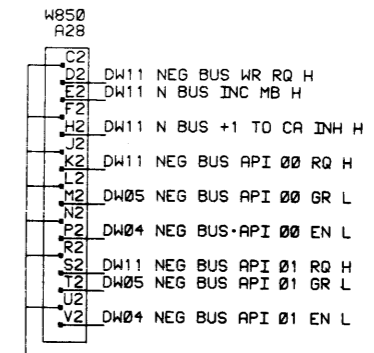 W850
A28
C2
D2 DW11 NEG BUS WR RQ H
E2 DW11 N BUS INC MB H
F2
H2 DW11 N BUS +1 TO CA INH H
J2
K2 DW11 NEG BUS API 00 RQ H
L2
M2 DW05 NEG BUS API 00 GR L
N2
P2 DW04 NEG BUS·API 00 EN L
R2
S2 DW11 NEG BUS API 01 RQ H
T2 DW05 NEG BUS API 01 GR L
U2
V2 DW04 NEG BUS API 01 EN L